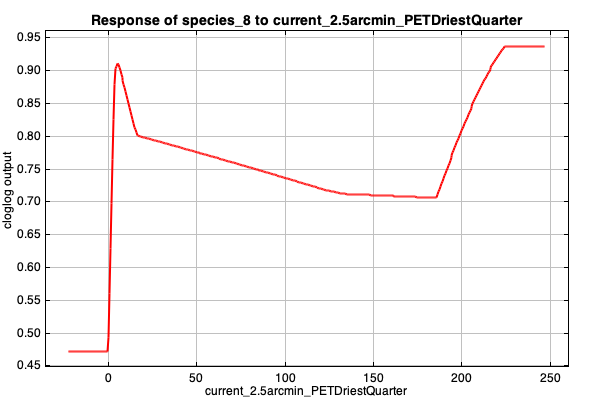 Response of species_8 to current_2.5arcmin_PETDriestQuarter
0.95
0.90
0.85
0.80
0.75
0.70
0.65
0.60
0.55
0.50
0.45
cloglog output
0 50 100 150 200 250
current_2.5arcmin_PETDriestQuarter